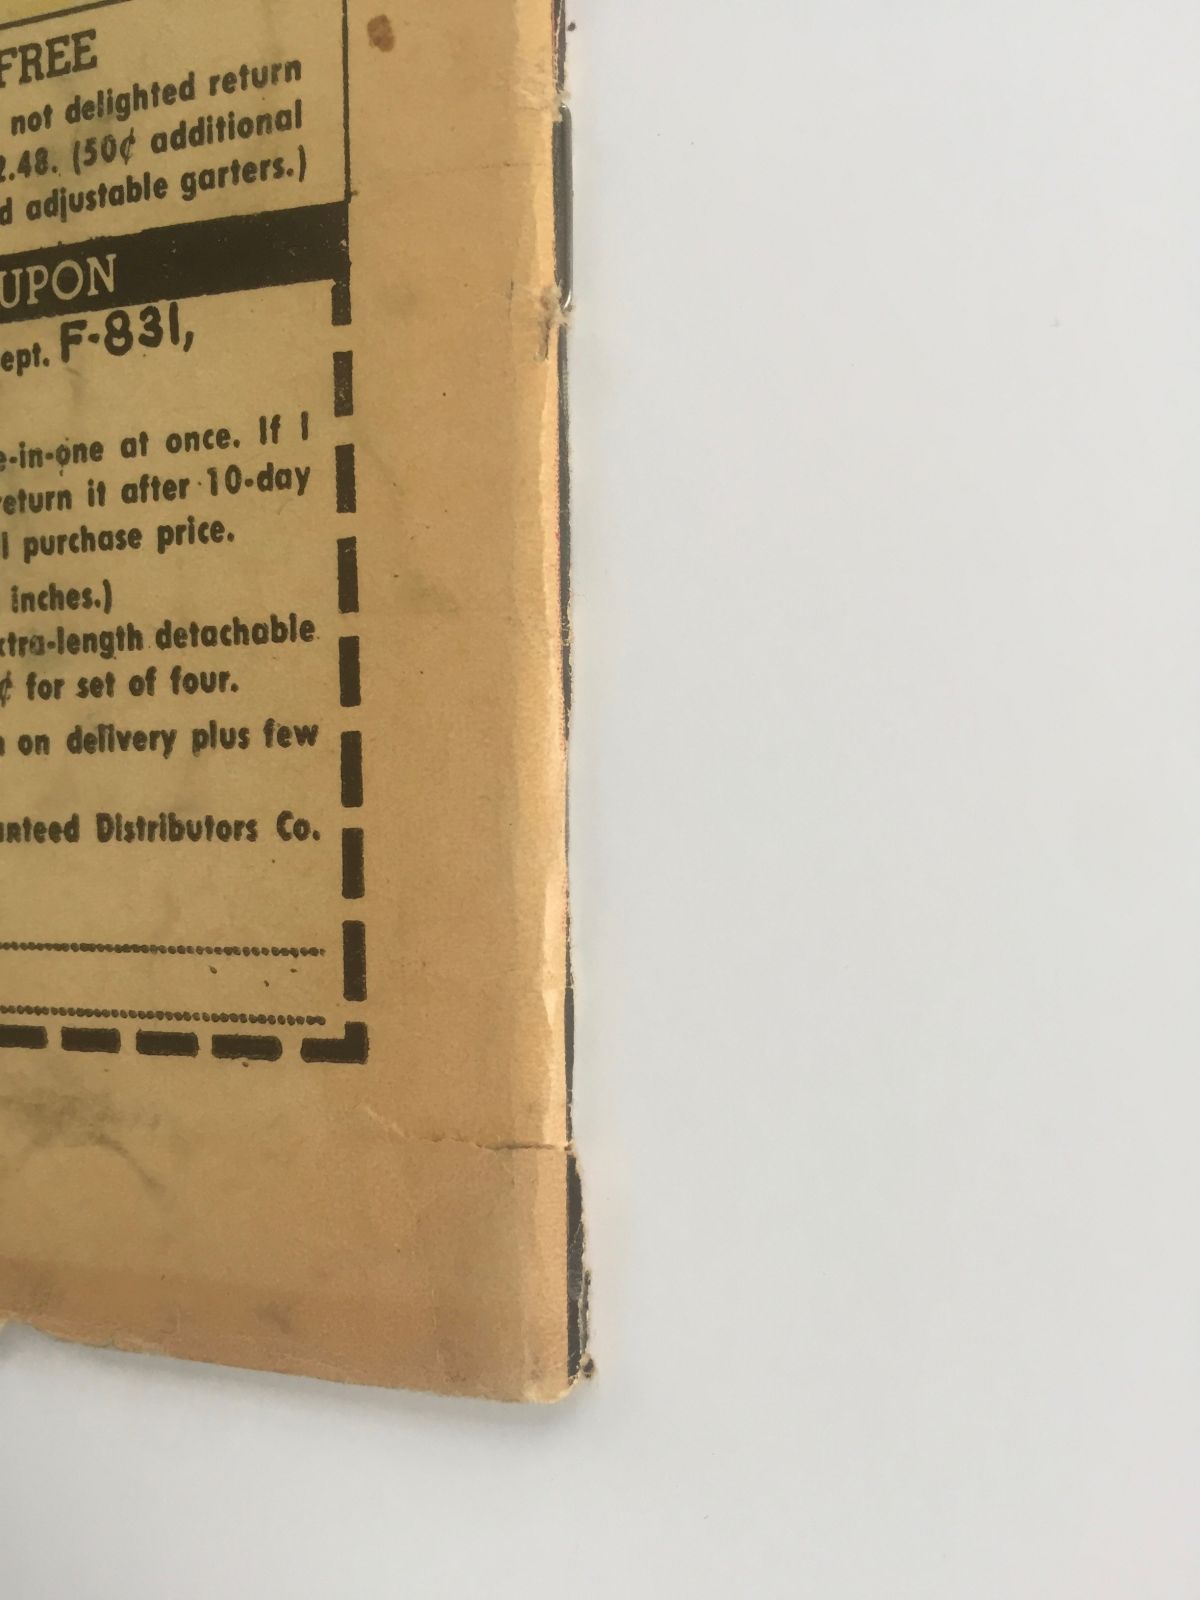 FREE
not delighted return
2.48. (50¢ additional
d adjustable garters.)
UPON
ept. F-831,
e-in-one at once. If I
return it after 10-day
l purchase price.
inches.)
xtra-length detachable
¢ for set of four.
n on delivery plus few
anteed Distributors Co.